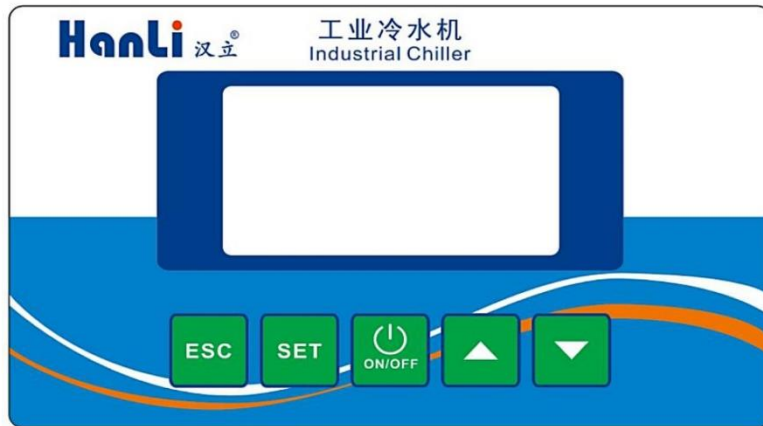 HanLi 汉立®
工业冷水机
Industrial Chiller
ESC
SET
ON/OFF